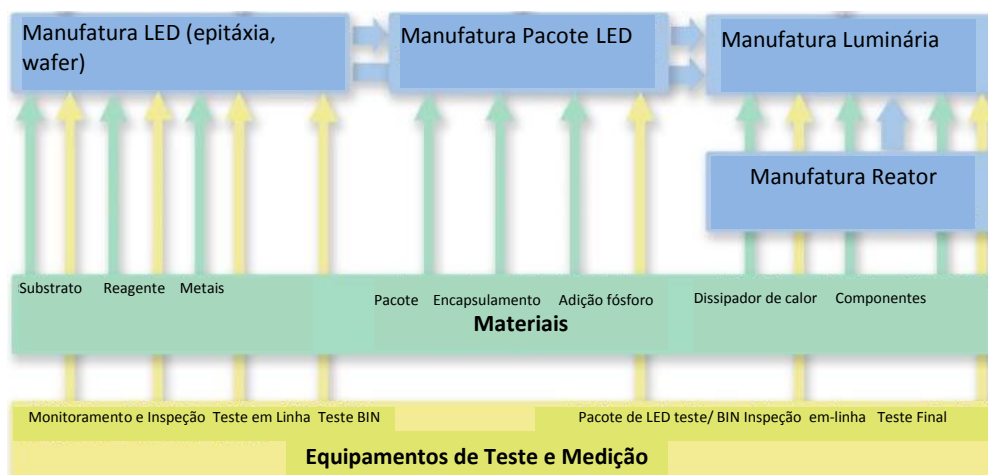 Manufatura LED (epitáxia,
wafer)
Manufatura Pacote LED
Manufatura Luminária
Manufatura Reator
Substrato Reagente Metais
Pacote Encapsulamento Adição fósforo
Dissipador de calor Componentes
Materiais
Monitoramento e Inspeção Teste em Linha Teste BIN
Pacote de LED teste/ BIN Inspeção em-linha Teste Final
Equipamentos de Teste e Medição